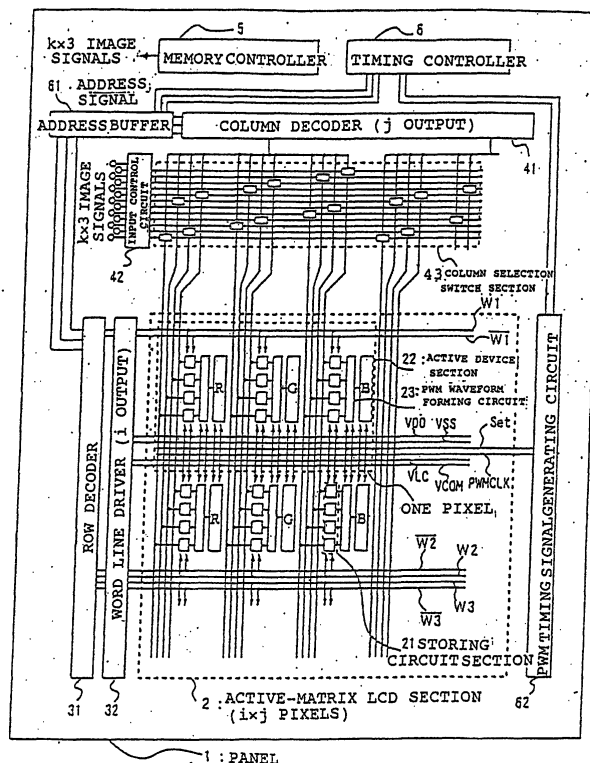 5
6
kx3 IMAGE
SIGNALS
MEMORY CONTROLLER
TIMING CONTROLLER
61
ADDRESS
SIGNAL
ADDRESS BUFFER
COLUMN DECODER (j OUTPUT)
41
kx3 IMAGE
SIGNALS
INPUT CONTROL
CIRCUIT
42
43 COLUMN SELECTION
SWITCH SECTION
W1
W1
22: ACTIVE DEVICE
SECTION
23: PWM WAVEFORM
FORMING CIRCUIT
R
G
B
VDD
VSS
Set
VLC
VCOM
PWMCLK
ONE PIXEL
R
G
B
W2
W2
W3
W3
21 STORING
CIRCUIT SECTION
ROW DECODER
WORD LINE DRIVER (i OUTPUT)
PWM TIMING SIGNAL GENERATING CIRCUIT
31
32
2: ACTIVE-MATRIX LCD SECTION
(ixj PIXELS)
62
1: PANEL